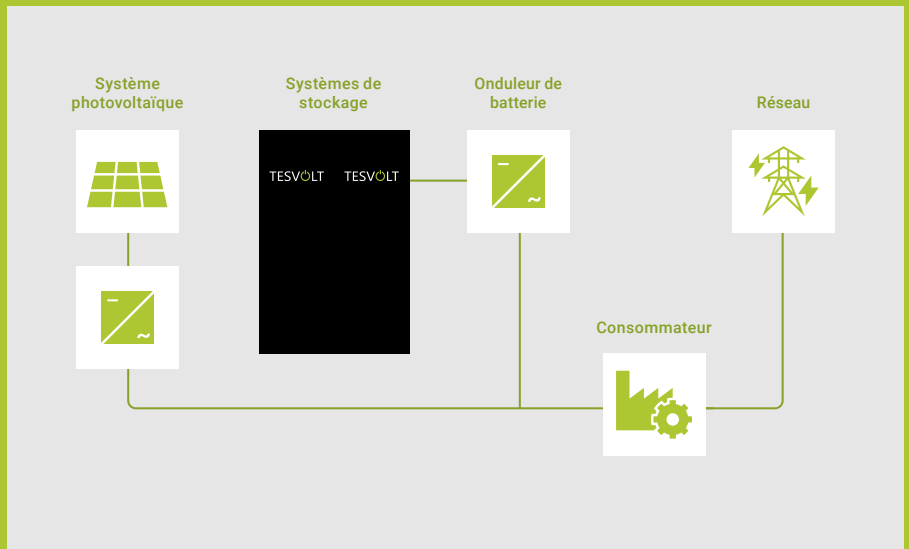 Système
photovoltaïque
Systèmes de
stockage
Onduleur de
batterie
Réseau
TESVOLT TESVOLT
Consommateur